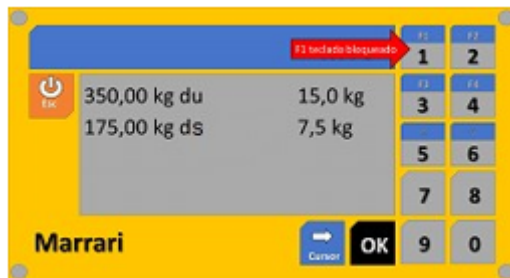 F1 teclado bloqueado
F1 F2
1 2
Esc
350,00 kg du 15,0 kg
175,00 kg ds 7,5 kg
F3 F4
3 4
5 6
7 8
Marrari
Cursor
OK
9 0